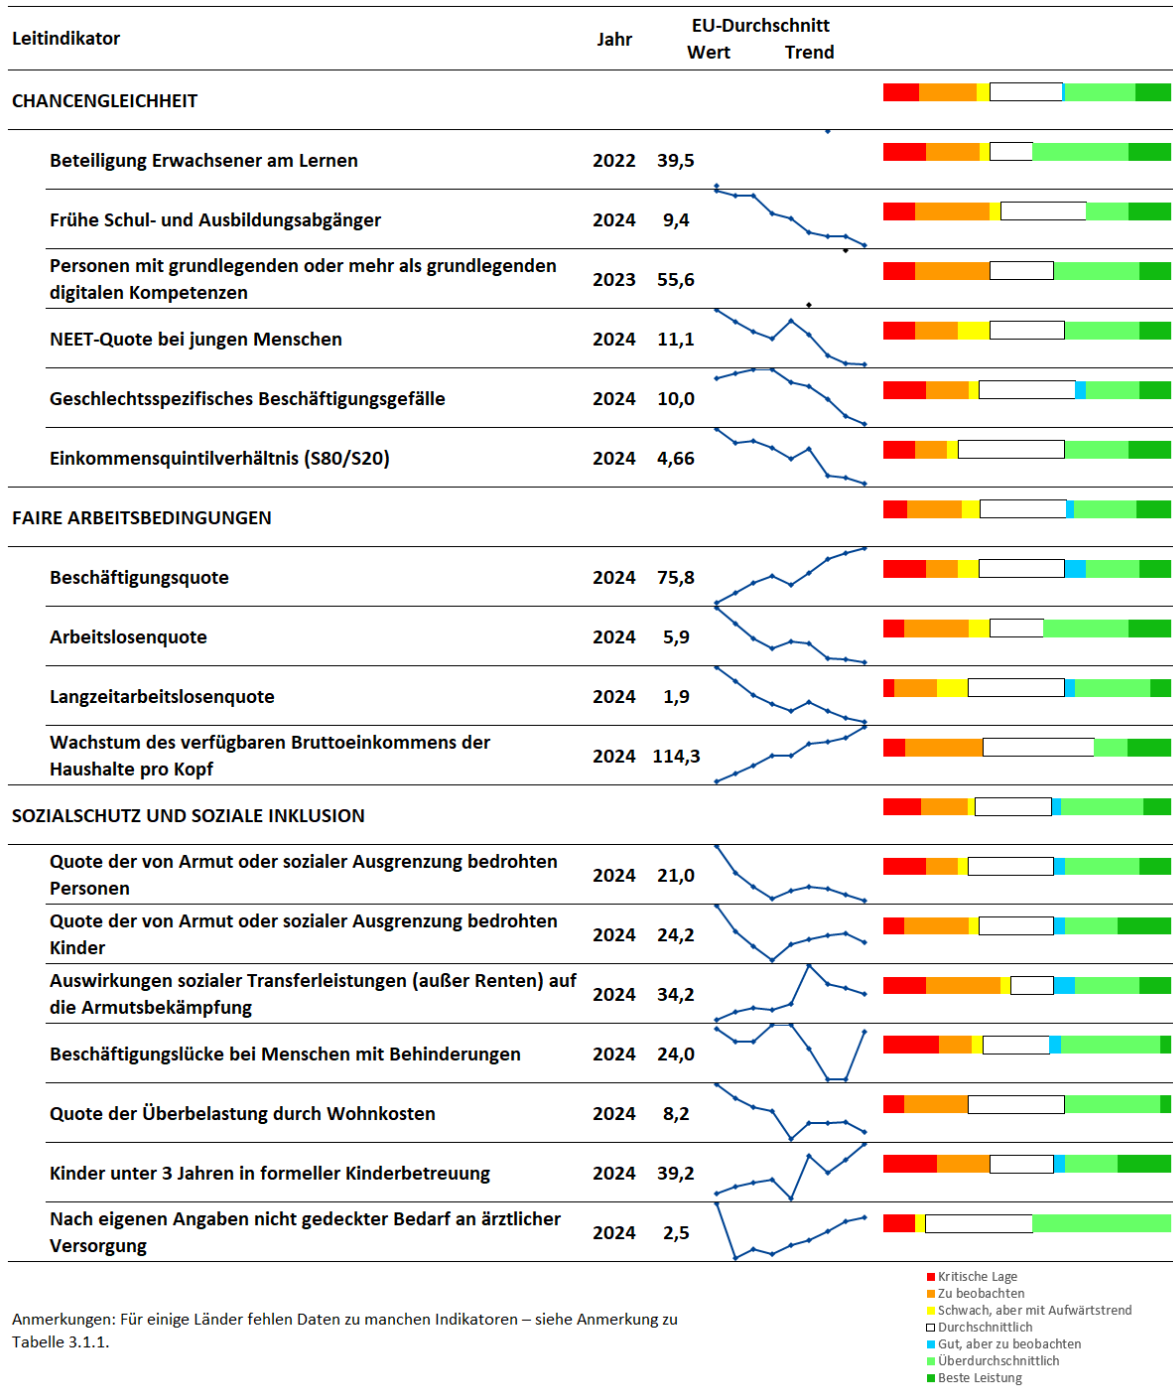 Leitindikator Jahr EU-Durchschnitt
Wert Trend
CHANCENGLEICHHEIT
Beteiligung Erwachsener am Lernen 2022 39,5
Frühe Schul- und Ausbildungsabgänger 2024 9,4
Personen mit grundlegenden oder mehr als grundlegenden
digitalen Kompetenzen 2023 55,6
NEET-Quote bei jungen Menschen 2024 11,1
Geschlechtsspezifisches Beschäftigungsgefälle 2024 10,0
Einkommensquintilverhältnis (S80/S20) 2024 4,66
FAIRE ARBEITSBEDINGUNGEN
Beschäftigungsquote 2024 75,8
Arbeitslosenquote 2024 5,9
Langzeitarbeitslosenquote 2024 1,9
Wachstum des verfügbaren Bruttoeinkommens der
Haushalte pro Kopf 2024 114,3
SOZIALSCHUTZ UND SOZIALE INKLUSION
Quote der von Armut oder sozialer Ausgrenzung bedrohten
Personen 2024 21,0
Quote der von Armut oder sozialer Ausgrenzung bedrohten
Kinder 2024 24,2
Auswirkungen sozialer Transferleistungen (außer Renten) auf
die Armutsbekämpfung 2024 34,2
Beschäftigungslücke bei Menschen mit Behinderungen 2024 24,0
Quote der Überbelastung durch Wohnkosten 2024 8,2
Kinder unter 3 Jahren in formeller Kinderbetreuung 2024 39,2
Nach eigenen Angaben nicht gedeckter Bedarf an ärztlicher
Versorgung 2024 2,5
Anmerkungen: Für einige Länder fehlen Daten zu manchen Indikatoren – siehe Anmerkung zu
Tabelle 3.1.1.
Kritische Lage
Zu beobachten
Schwach, aber mit Aufwärtstrend
Durchschnittlich
Gut, aber zu beobachten
Überdurchschnittlich
Beste Leistung